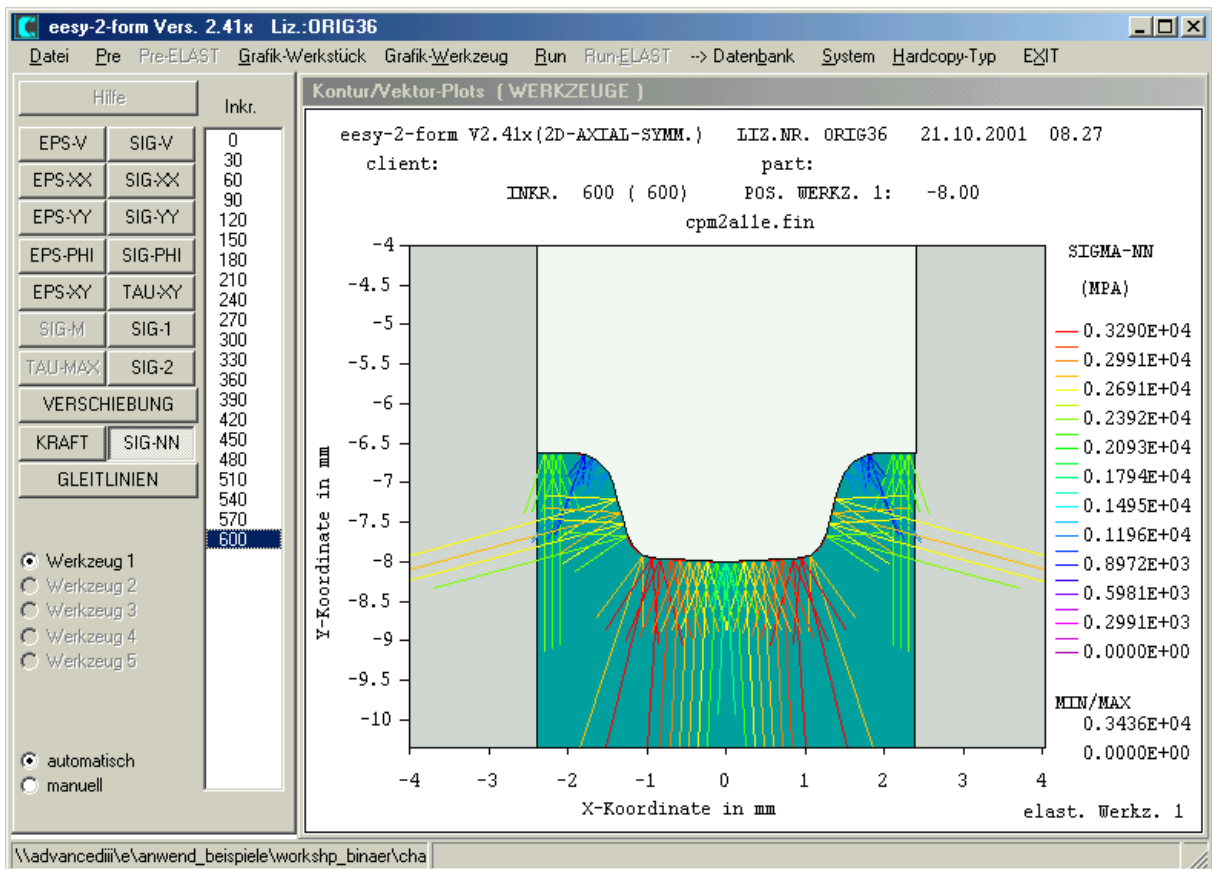 eesy-2-form Vers. 2.41x Liz.:ORIG36
Datei Pre Pre-ELAST Grafik-Werkstück Grafik-Werkzeug Run Run-ELAST --> Datenbank System Hardcopy-Typ EXIT
Hilfe
Inkr.
EPS-V SIG-V
EPS-XX SIG-XX
EPS-YY SIG-YY
EPS-PHI SIG-PHI
EPS-XY TAU-XY
SIG-M SIG-1
TAU-MAX SIG-2
VERSCHIEBUNG
KRAFT SIG-NN
GLEITLINIEN
0
30
60
90
120
150
180
210
240
270
300
330
360
390
420
450
480
510
540
570
600
Werkzeug 1
Werkzeug 2
Werkzeug 3
Werkzeug 4
Werkzeug 5
automatisch
manuell
Kontur/Vektor-Plots ( WERKZEUGE )
eesy-2-form V2.41x(2D-AXIAL-SYMM.) LIZ.NR. ORIG36 21.10.2001 08.27
client: part:
INKR. 600 ( 600) POS. WERKZ. 1: -8.00
cpm2alle.fin
Y-Koordinate in mm
-4
-4.5
-5
-5.5
-6
-6.5
-7
-7.5
-8
-8.5
-9
-9.5
-10
-4 -3 -2 -1 0 1 2 3 4
X-Koordinate in mm
SIGMA-NN
(MPA)
0.3290E+04
0.2991E+04
0.2691E+04
0.2392E+04
0.2093E+04
0.1794E+04
0.1495E+04
0.1196E+04
0.8972E+03
0.5981E+03
0.2991E+03
0.0000E+00
MIN/MAX
0.3436E+04
0.0000E+00
elast. Werkz. 1
\\advancediii\e\anwend_beispiele\workshp_binaer\cha